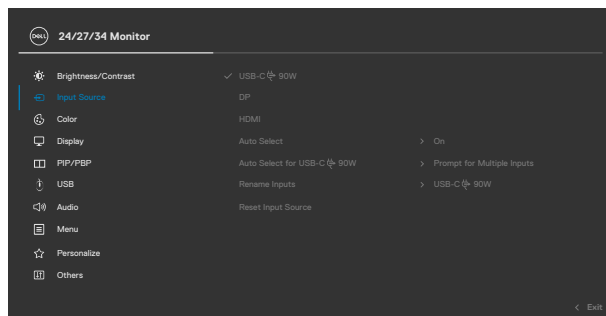 DELL 24/27/34 Monitor
Brightness/Contrast USB-C 90W
Input Source DP
Color HDMI
Display Auto Select On
PIP/PBP Auto Select for USB-C 90W Prompt for Multiple Inputs
USB Rename Inputs USB-C 90W
Audio Reset Input Source
Menu
Personalize
Others
Exit